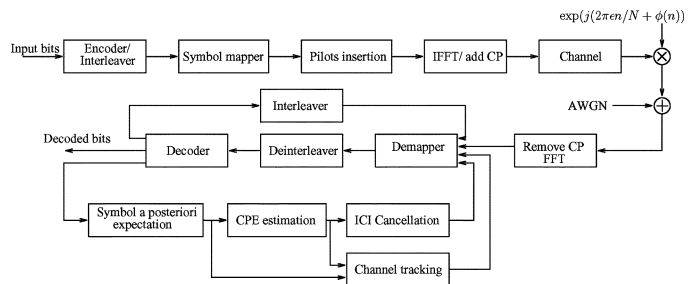 exp(j(2πϵn/N + ϕ(n))
Input bits
Encoder/
Interleaver
Symbol mapper
Pilots insertion
IFFT/ add CP
Channel
AWGN
Interleaver
Decoded bits
Decoder
Deinterleaver
Demapper
Remove CP
FFT
Symbol a posteriori
expectation
CPE estimation
ICI Cancellation
Channel tracking